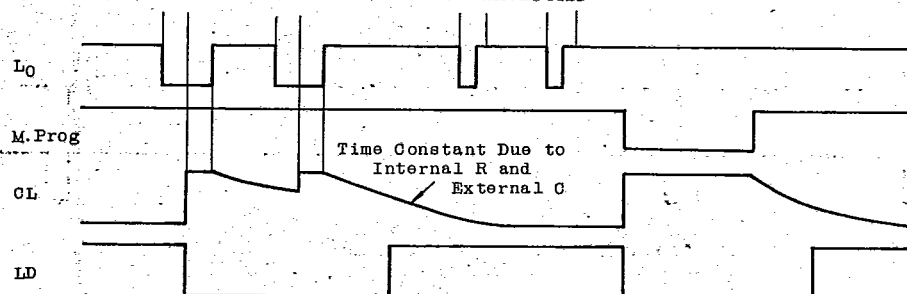 L0
M.Prog
Time Constant Due to
Internal R and
External C
CL
LD